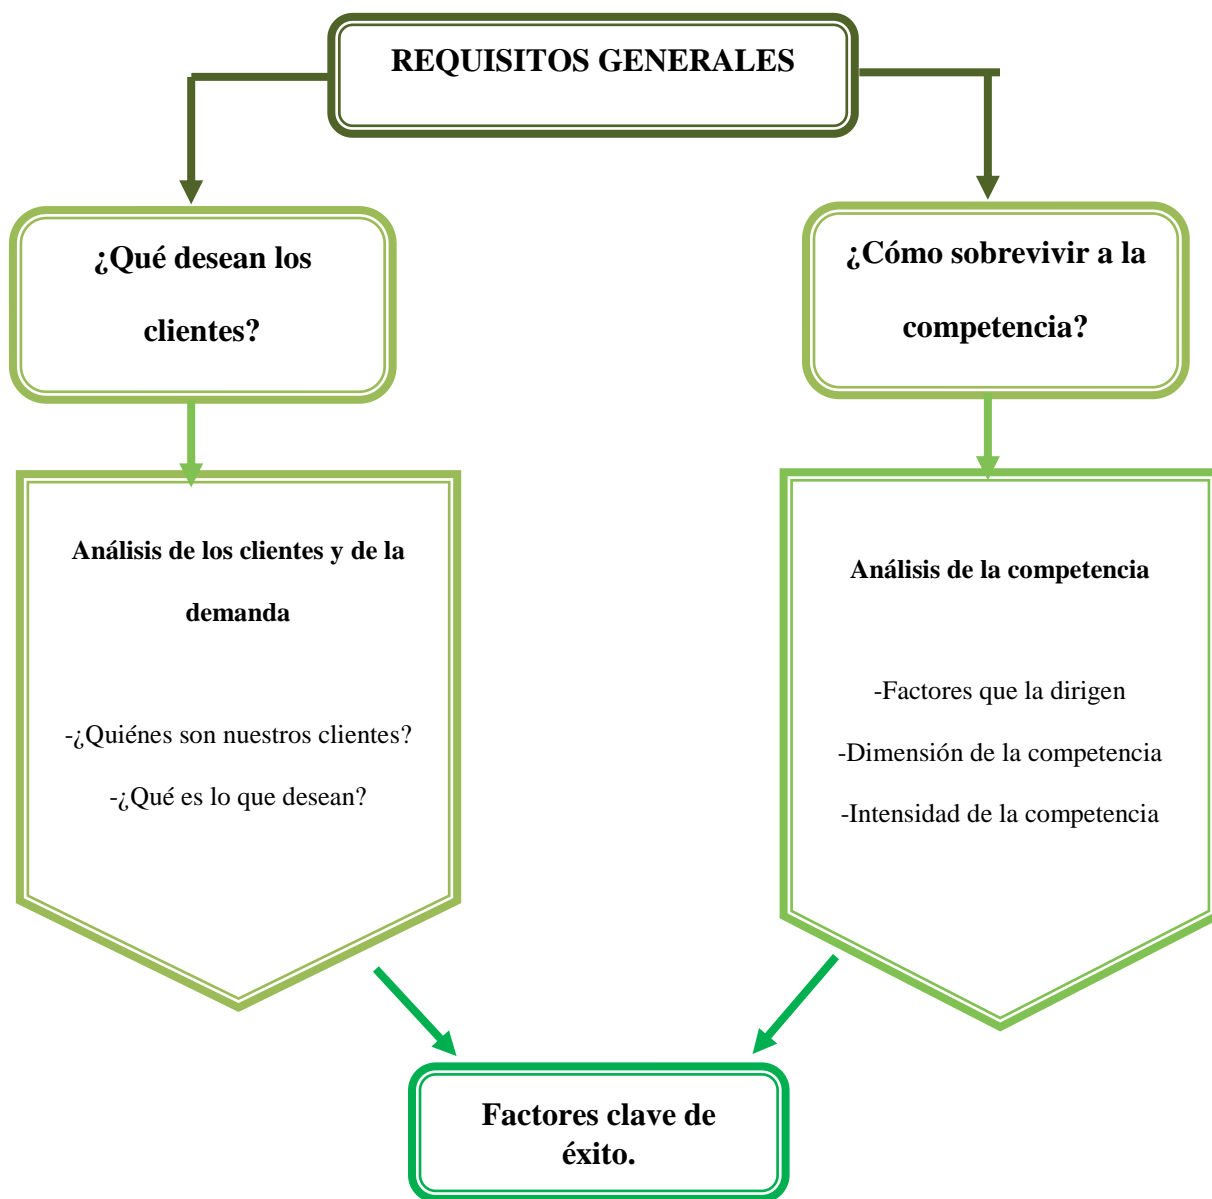 REQUISITOS GENERALES
¿Qué desean los
clientes?
¿Cómo sobrevivir a la
competencia?
Análisis de los clientes y de la
demanda
-¿Quiénes son nuestros clientes?
-¿Qué es lo que desean?
Análisis de la competencia
-Factores que la dirigen
-Dimensión de la competencia
-Intensidad de la competencia
Factores clave de
éxito.